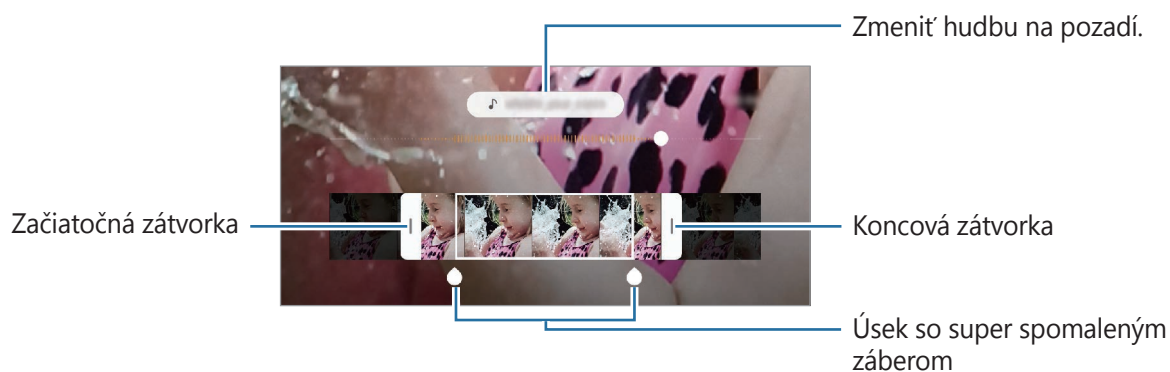 Zmeniť hudbu na pozadí.
Začiatočná zátvorka
Koncová zátvorka
Úsek so super spomaleným
záberom